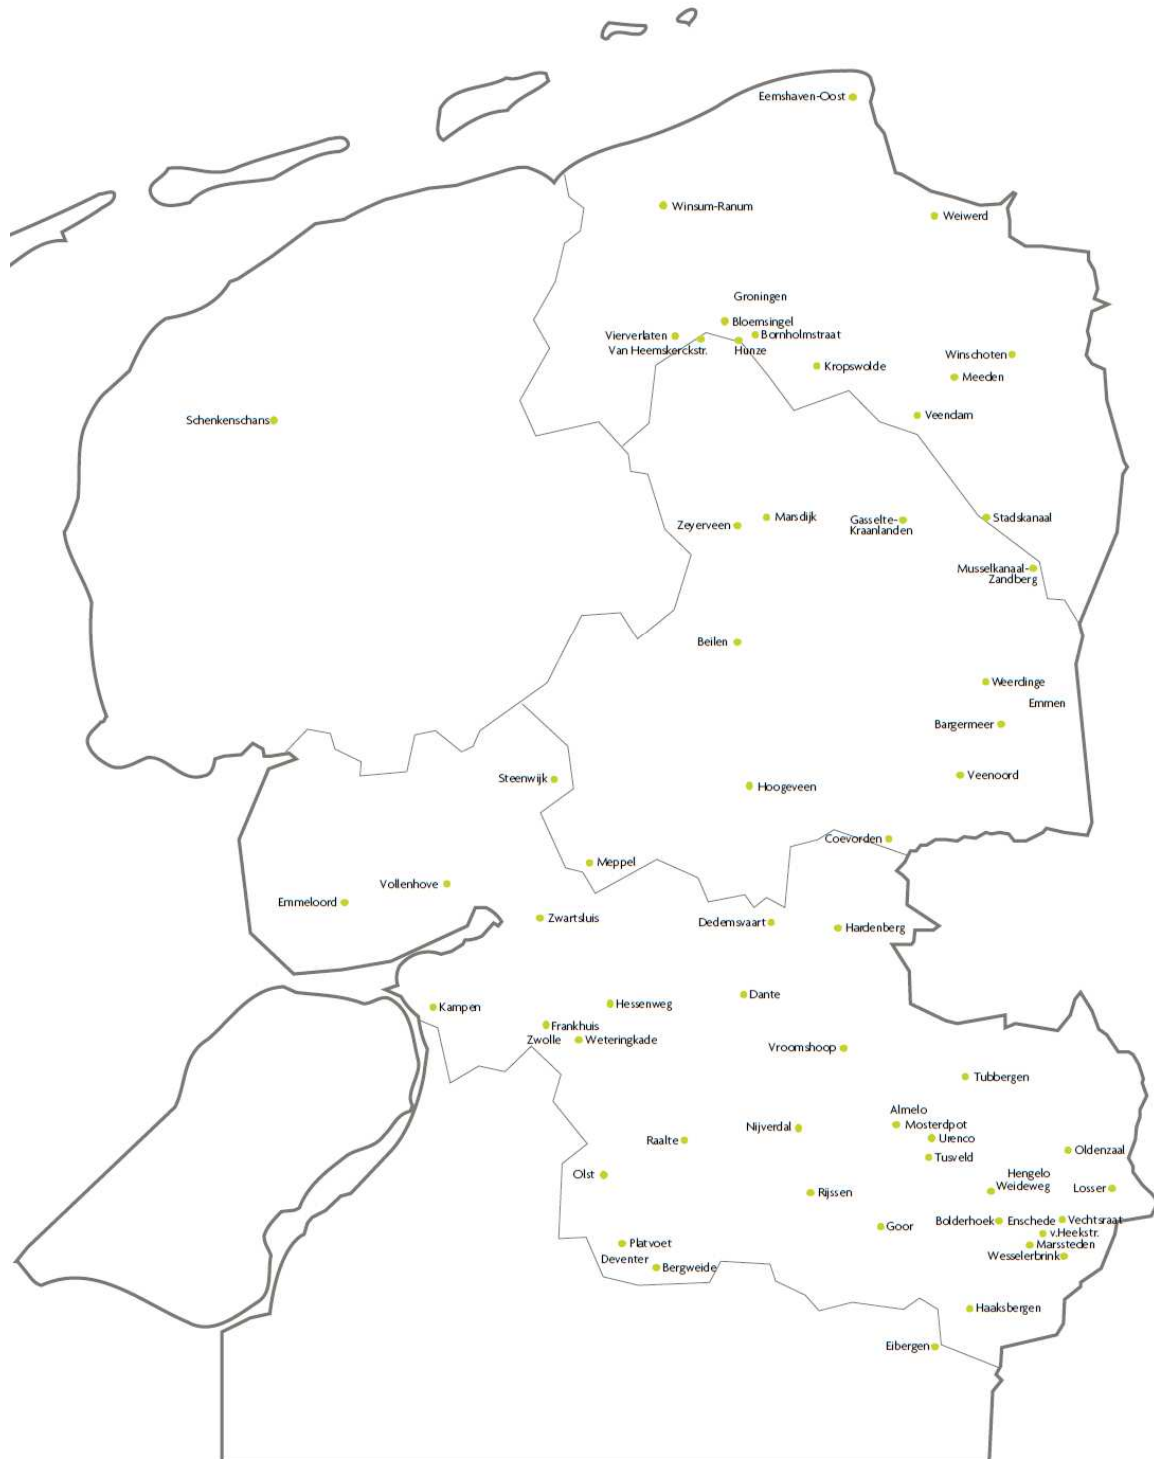 Eemshaven-Oost
Winsum-Ranum
Weiwerd
Groningen
Bloemsingel
Vierverlaten
Bornholmstraat
Van Heemskerckstr.
Hunze
Winschoten
Kropswolde
Meeden
Veendam
Schenkenschans
Marsdijk
Zeyerveen
Gasselte-
Kraanlanden
Stadskanaal
Musselkanaal-
Zandberg
Beilen
Weerdinge
Emmen
Bargermeer
Steenwijk
Hoogeveen
Veenoord
Coevorden
Meppel
Vollenhove
Emmeloord
Zwartsluis
Dedemsvaart
Hardenberg
Dante
Hessenweg
Kampen
Frankhuis
Zwolle
Weteringkade
Vroomshoop
Tubbergen
Almelo
Mosterdpot
Nijverdal
Urenco
Raalte
Oldenzaal
Tusveld
Olst
Hengelo
Weideweg
Losser
Rijssen
Goor
Bolderhoek
Enschede
Vechtsraat
v.Heekstr.
Platvoet
Marssteden
Deventer
Wesselerbrink
Bergweide
Haaksbergen
Eibergen